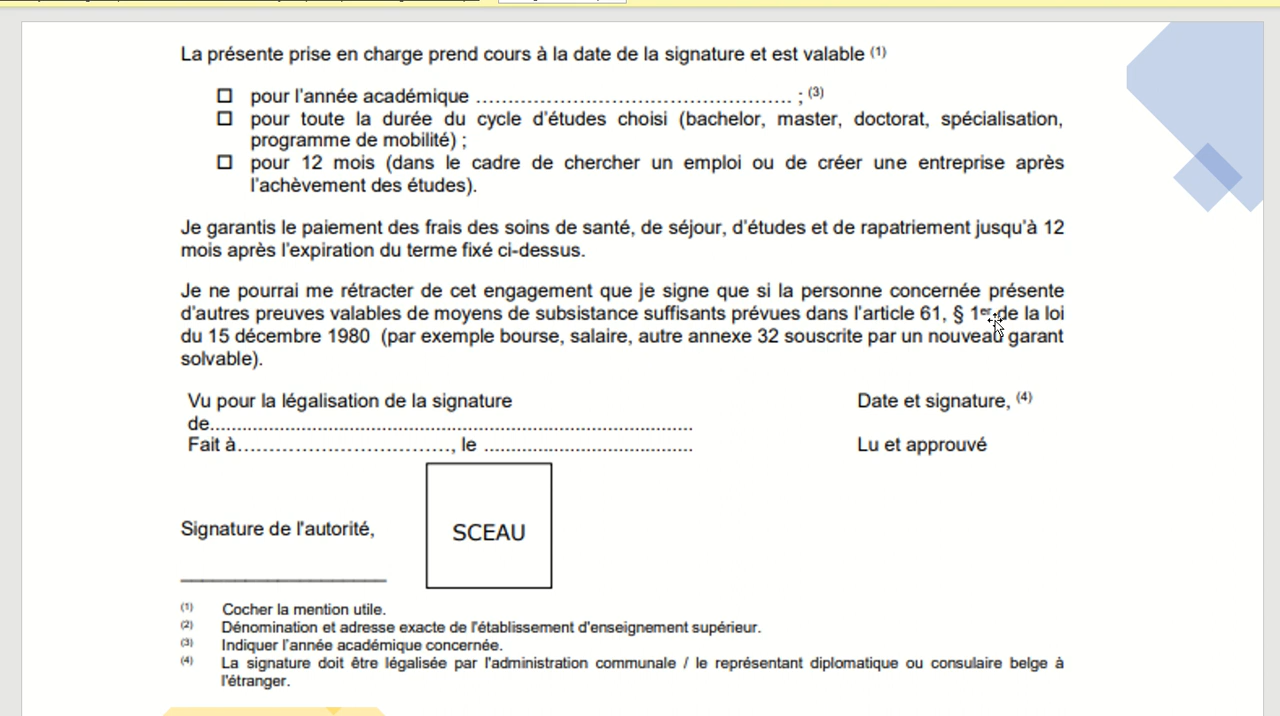 La présente prise en charge prend cours à la date de la signature et est valable (1)
☐ pour l'année académique ……………………………………………… ; (3)
☐ pour toute la durée du cycle d'études choisi (bachelor, master, doctorat, spécialisation,
programme de mobilité) ;
☐ pour 12 mois (dans le cadre de chercher un emploi ou de créer une entreprise après
l'achèvement des études).
Je garantis le paiement des frais des soins de santé, de séjour, d'études et de rapatriement jusqu'à 12
mois après l'expiration du terme fixé ci-dessus.
Je ne pourrai me rétracter de cet engagement que je signe que si la personne concernée présente
d'autres preuves valables de moyens de subsistance suffisants prévues dans l'article 61, § 1er de la loi
du 15 décembre 1980 (par exemple bourse, salaire, autre annexe 32 souscrite par un nouveau garant
solvable).
Vu pour la légalisation de la signature
de........................................................................................
Fait à……………………………, le .......................................
Date et signature, (4)
Lu et approuvé
Signature de l'autorité,
SCEAU
____________________
(1) Cocher la mention utile.
(2) Dénomination et adresse exacte de l'établissement d'enseignement supérieur.
(3) Indiquer l'année académique concernée.
(4) La signature doit être légalisée par l'administration communale / le représentant diplomatique ou consulaire belge à
l'étranger.